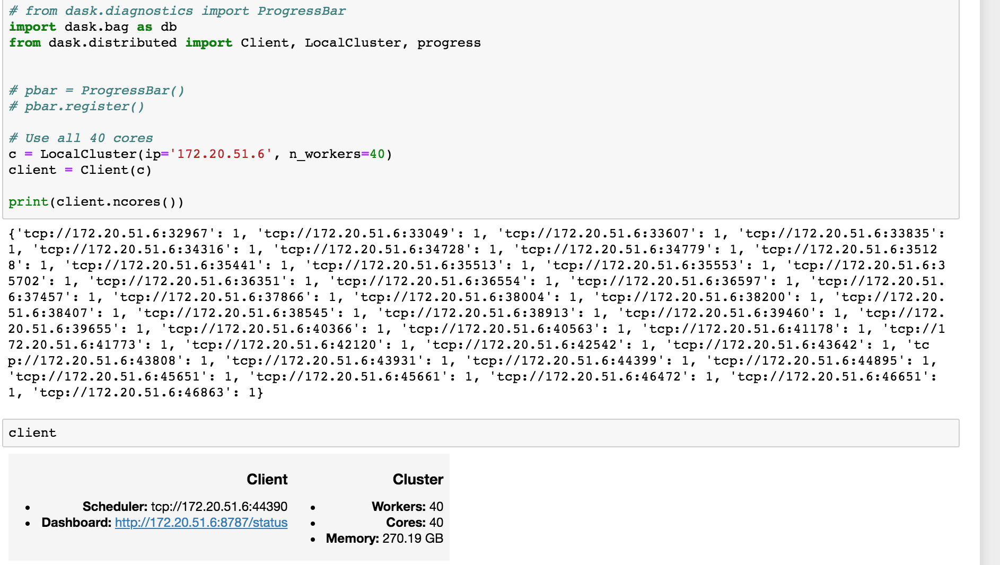 # from dask.diagnostics import ProgressBar
import dask.bag as db
from dask.distributed import Client, LocalCluster, progress
# pbar = ProgressBar()
# pbar.register()
# Use all 40 cores
c = LocalCluster(ip='172.20.51.6', n_workers=40)
client = Client(c)
print(client.ncores())
{'tcp://172.20.51.6:32967': 1, 'tcp://172.20.51.6:33049': 1, 'tcp://172.20.51.6:33607': 1, 'tcp://172.20.51.6:33835':
1, 'tcp://172.20.51.6:34316': 1, 'tcp://172.20.51.6:34728': 1, 'tcp://172.20.51.6:34779': 1, 'tcp://172.20.51.6:3512
8': 1, 'tcp://172.20.51.6:35441': 1, 'tcp://172.20.51.6:35513': 1, 'tcp://172.20.51.6:35553': 1, 'tcp://172.20.51.6:3
5702': 1, 'tcp://172.20.51.6:36351': 1, 'tcp://172.20.51.6:36554': 1, 'tcp://172.20.51.6:36597': 1, 'tcp://172.20.51.
6:37457': 1, 'tcp://172.20.51.6:37866': 1, 'tcp://172.20.51.6:38004': 1, 'tcp://172.20.51.6:38200': 1, 'tcp://172.20.
51.6:38407': 1, 'tcp://172.20.51.6:38545': 1, 'tcp://172.20.51.6:38913': 1, 'tcp://172.20.51.6:39460': 1, 'tcp://172.
20.51.6:39655': 1, 'tcp://172.20.51.6:40366': 1, 'tcp://172.20.51.6:40563': 1, 'tcp://172.20.51.6:41178': 1, 'tcp://1
72.20.51.6:41773': 1, 'tcp://172.20.51.6:42120': 1, 'tcp://172.20.51.6:42542': 1, 'tcp://172.20.51.6:43642': 1, 'tc
p://172.20.51.6:43808': 1, 'tcp://172.20.51.6:43931': 1, 'tcp://172.20.51.6:44399': 1, 'tcp://172.20.51.6:44895': 1,
'tcp://172.20.51.6:45651': 1, 'tcp://172.20.51.6:45661': 1, 'tcp://172.20.51.6:46472': 1, 'tcp://172.20.51.6:46651':
1, 'tcp://172.20.51.6:46863': 1}
client
Client
• Scheduler: tcp://172.20.51.6:44390
• Dashboard: http://172.20.51.6:8787/status
Cluster
• Workers: 40
• Cores: 40
• Memory: 270.19 GB